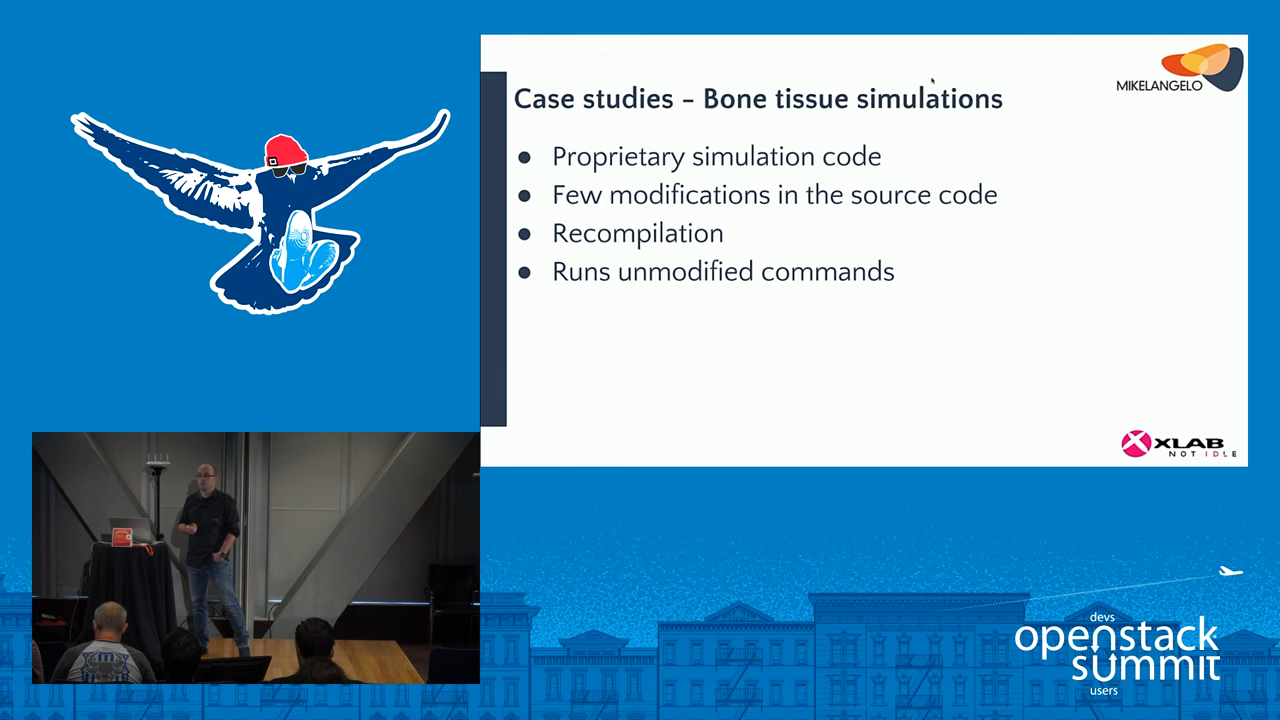 MIKELANGELO
Case studies – Bone tissue simulations
● Proprietary simulation code
● Few modifications in the source code
● Recompilation
● Runs unmodified commands
XLAB
NOT IDLE
devs
openstack
summit
users